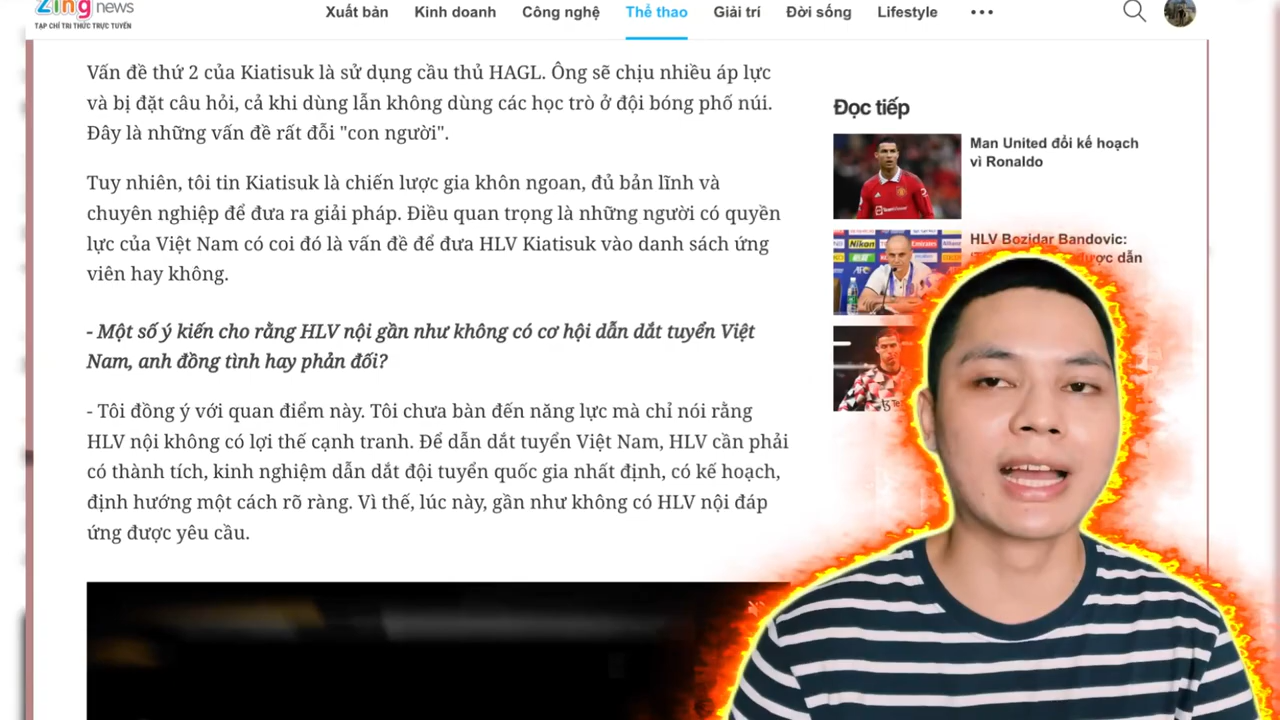 Zing news
TẠP CHÍ TRI THỨC TRỰC TUYẾN
Xuất bản Kinh doanh Công nghệ Thể thao Giải trí Đời sống Lifestyle •••
Vấn đề thứ 2 của Kiatisuk là sử dụng cầu thủ HAGL. Ông sẽ chịu nhiều áp lực
và bị đặt câu hỏi, cả khi dùng lẫn không dùng các học trò ở đội bóng phố núi.
Đây là những vấn đề rất đỗi "con người".
Tuy nhiên, tôi tin Kiatisuk là chiến lược gia khôn ngoan, đủ bản lĩnh và
chuyên nghiệp để đưa ra giải pháp. Điều quan trọng là những người có quyền
lực của Việt Nam có coi đó là vấn đề để đưa HLV Kiatisuk vào danh sách ứng
viên hay không.
- Một số ý kiến cho rằng HLV nội gần như không có cơ hội dẫn dắt tuyển Việt
Nam, anh đồng tình hay phản đối?
- Tôi đồng ý với quan điểm này. Tôi chưa bàn đến năng lực mà chỉ nói rằng
HLV nội không có lợi thế cạnh tranh. Để dẫn dắt tuyển Việt Nam, HLV cần phải
có thành tích, kinh nghiệm dẫn dắt đội tuyển quốc gia nhất định, có kế hoạch,
định hướng một cách rõ ràng. Vì thế, lúc này, gần như không có HLV nội đáp
ứng được yêu cầu.
Đọc tiếp
Man United đổi kế hoạch
vì Ronaldo
Nikon
Emirates
AFC
HLV Bozidar Bandovic:
được dẫn